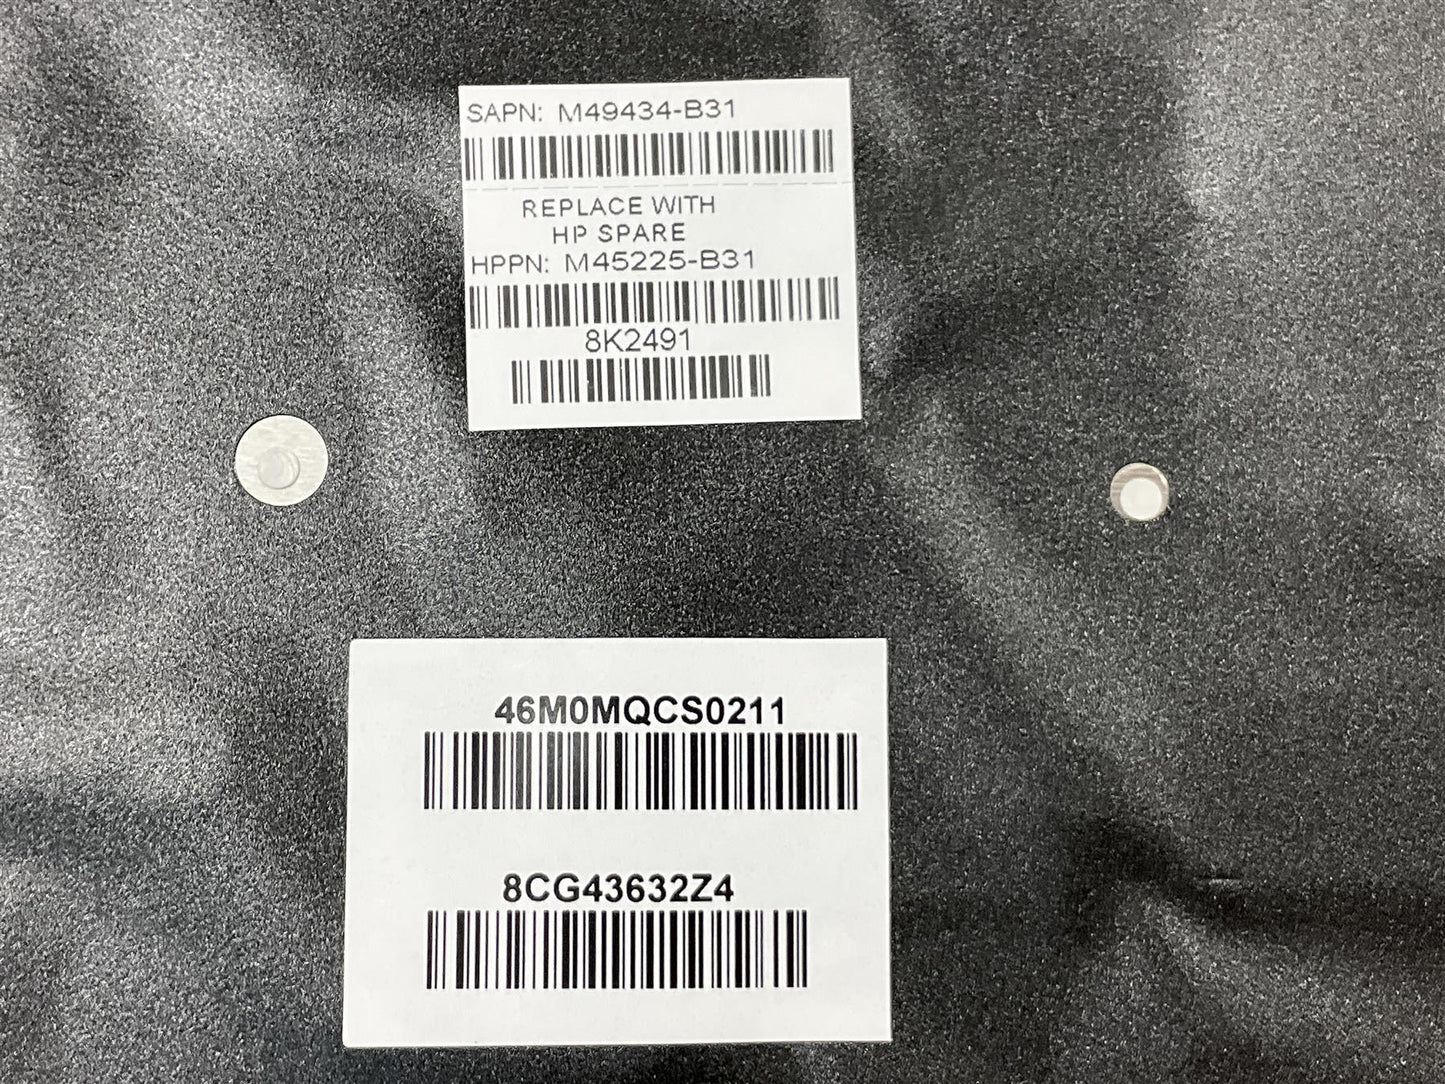 SAPN: M49434-B31
REPLACE WITH
HP SPARE
HPPN: M45225-B31
8K2491
46M0MQCS0211
8CG43632Z4